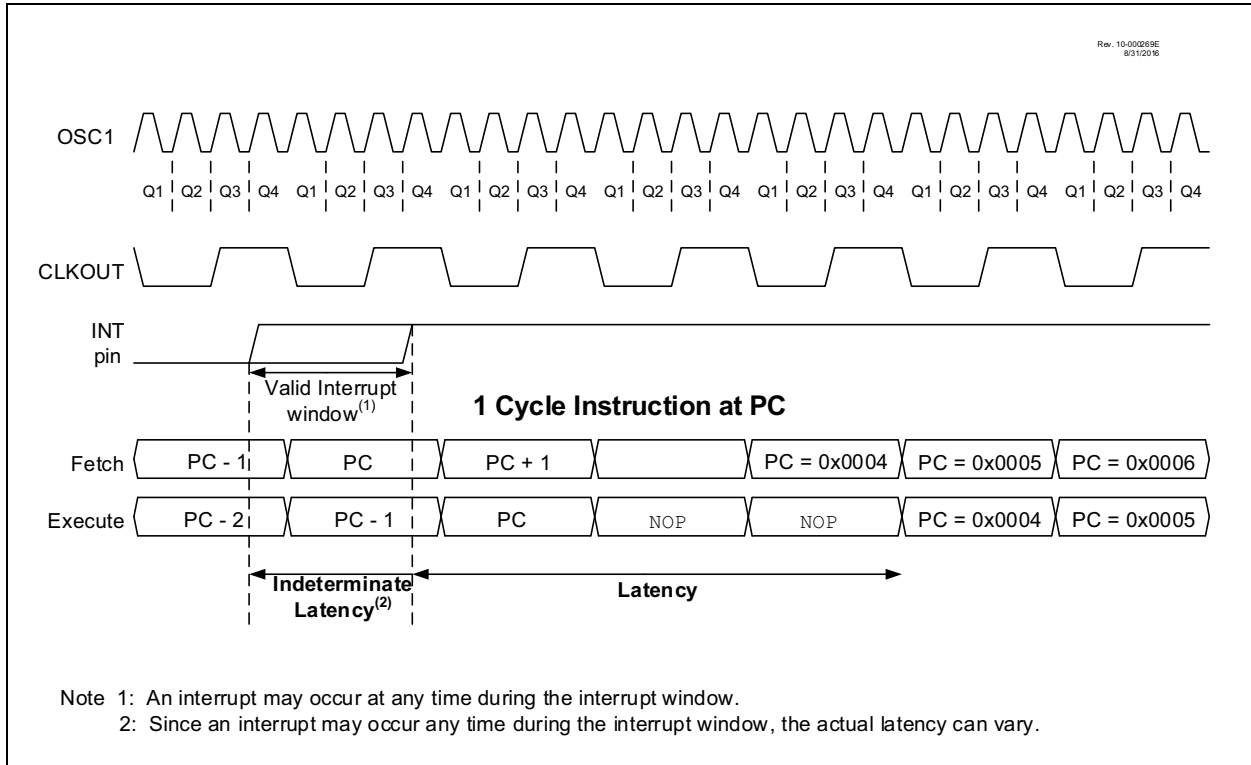 Rev. 10-000269E
8/31/2016
OSC1
Q1 Q2 Q3 Q4 Q1 Q2 Q3 Q4 Q1 Q2 Q3 Q4 Q1 Q2 Q3 Q4 Q1 Q2 Q3 Q4 Q1 Q2 Q3 Q4 Q1 Q2 Q3 Q4
CLKOUT
INT
pin
Valid Interrupt
window(1)
1 Cycle Instruction at PC
Fetch PC - 1 PC PC + 1 PC = 0x0004 PC = 0x0005 PC = 0x0006
Execute PC - 2 PC - 1 PC NOP NOP PC = 0x0004 PC = 0x0005
Indeterminate
Latency(2)
Latency
Note 1: An interrupt may occur at any time during the interrupt window.
2: Since an interrupt may occur any time during the interrupt window, the actual latency can vary.